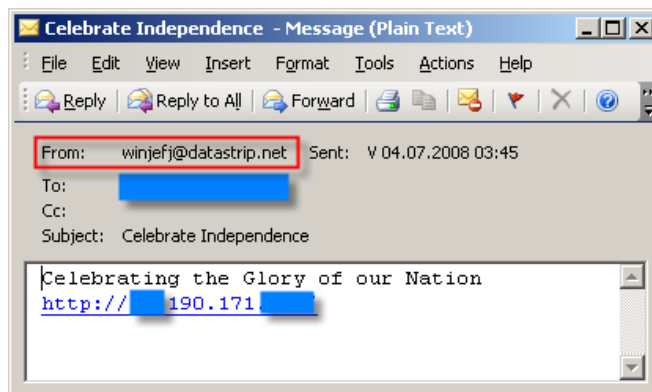 Celebrate Independence - Message (Plain Text)
File Edit View Insert Format Tools Actions Help
Reply Reply to All Forward
From: winjefj@datastrip.net Sent: V 04.07.2008 03:45
To:
Cc:
Subject: Celebrate Independence
Celebrating the Glory of our Nation
http:// 190.171.